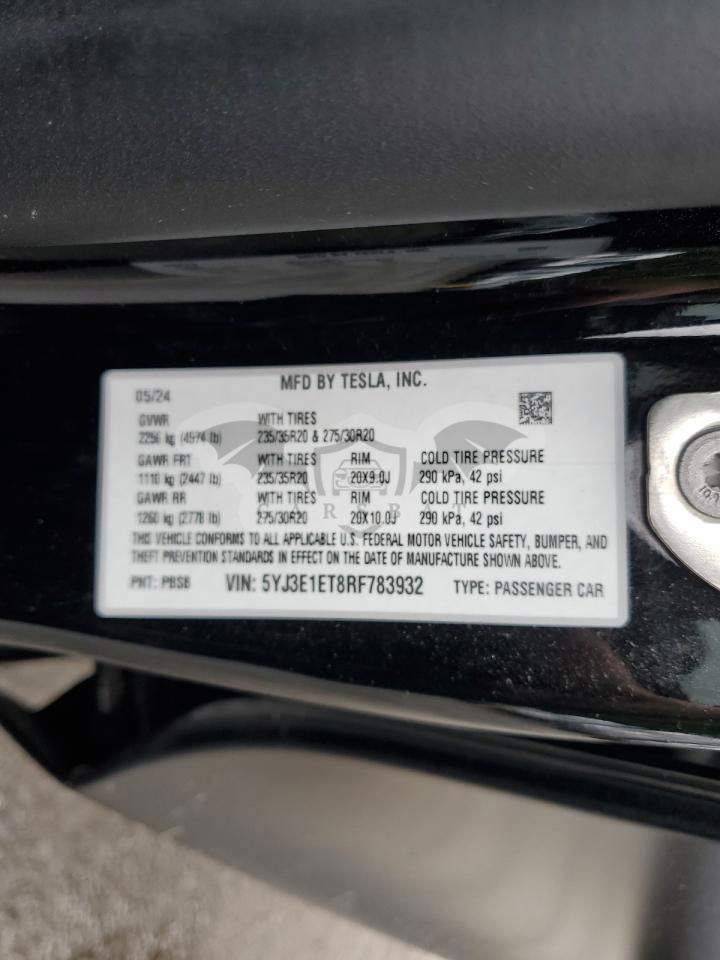 MFD BY TESLA, INC.
05/24
GVWR WITH TIRES
2256 kg (4974 lb) 235/35R20 & 275/30R20
GAWR FRT WITH TIRES RIM COLD TIRE PRESSURE
1110 kg (2447 lb) 235/35R20 20X9.0J 290 kPa, 42 psi
GAWR RR WITH TIRES RIM COLD TIRE PRESSURE
1260 kg (2778 lb) 275/30R20 20X10.0J 290 kPa, 42 psi
THIS VEHICLE CONFORMS TO ALL APPLICABLE U.S. FEDERAL MOTOR VEHICLE SAFETY, BUMPER, AND
THEFT PREVENTION STANDARDS IN EFFECT ON THE DATE OF MANUFACTURE SHOWN ABOVE.
PNT: PBSB VIN: 5YJ3E1ET8RF783932 TYPE: PASSENGER CAR
CARSBAT